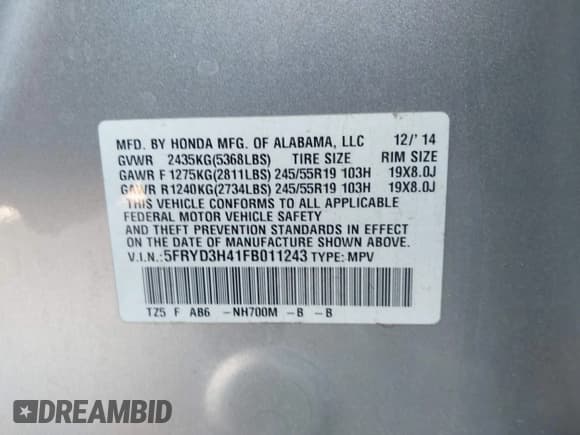 MFD. BY HONDA MFG. OF ALABAMA, LLC 12/'14
GVWR 2435KG(5368LBS) TIRE SIZE RIM SIZE
GAWR F 1275KG(2811LBS) 245/55R19 103H 19X8.0J
GAWR R1240KG(2734LBS) 245/55R19 103H 19X8.0J
THIS VEHICLE CONFORMS TO ALL APPLICABLE
FEDERAL MOTOR VEHICLE SAFETY
AND THEFT PREVENTION STANDARDS IN EFFECT
ON THE DATE OF MANUFACTURE SHOWN ABOVE.
V.I.N.:5FRYD3H41FB011243 TYPE: MPV
TZ5 F AB6 -NH700M -B -B
DREAMBID